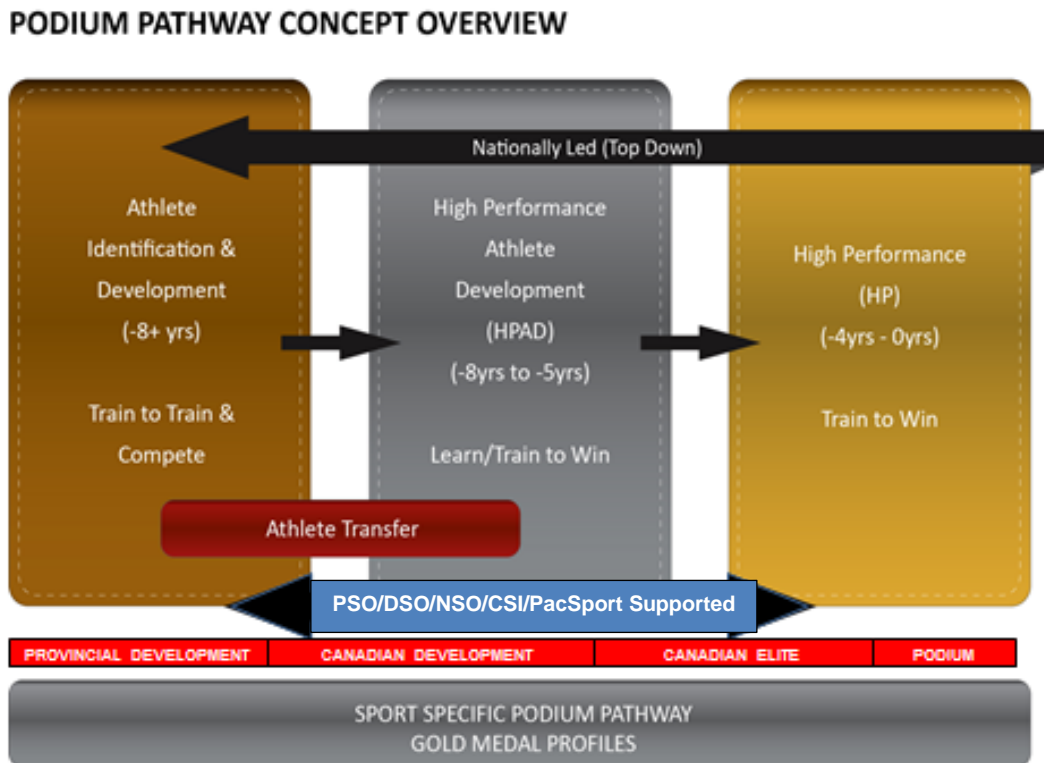 PODIUM PATHWAY CONCEPT OVERVIEW
Nationally Led (Top Down)
Athlete
Identification &
Development
(-8+ yrs)
Train to Train &
Compete
High Performance
Athlete
Development
(HPAD)
(-8yrs to -5yrs)
Learn/Train to Win
High Performance
(HP)
(-4yrs - 0yrs)
Train to Win
Athlete Transfer
PSO/DSO/NSO/CSI/PacSport Supported
PROVINCIAL DEVELOPMENT
CANADIAN DEVELOPMENT
CANADIAN ELITE
PODIUM
SPORT SPECIFIC PODIUM PATHWAY
GOLD MEDAL PROFILES